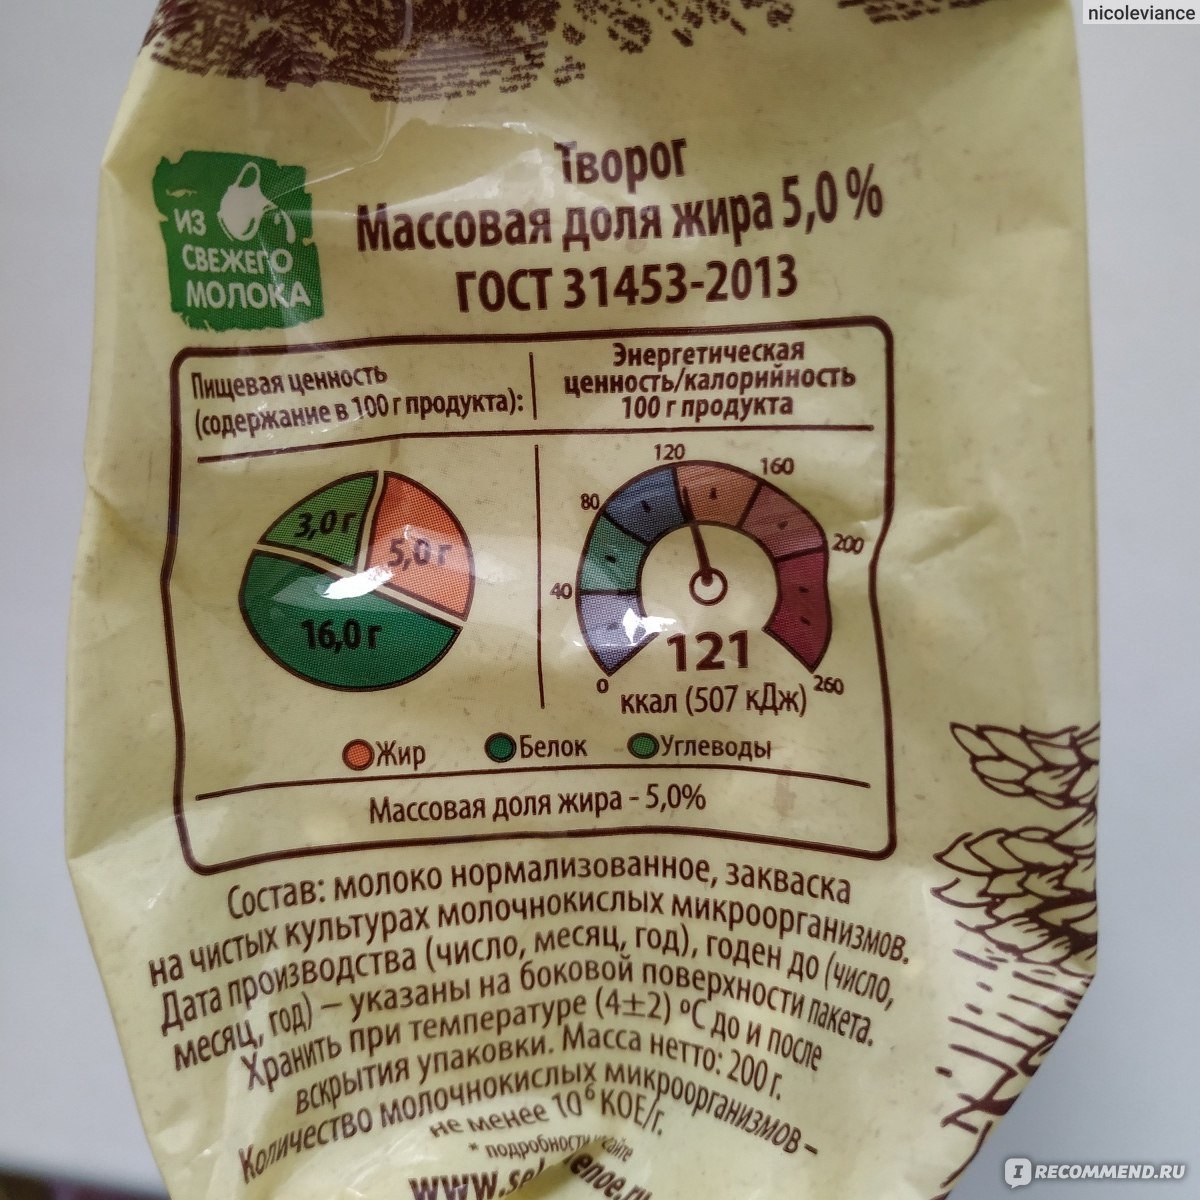 nicoleviance
ИЗ
СВЕЖЕГО
МОЛОКА
Творог
Массовая доля жира 5,0 %
ГОСТ 31453-2013
Пищевая ценность
(содержание в 100 г продукта):
Энергетическая
ценность/калорийность
100 г продукта
3,0 г
5,0 г
16,0 г
0
40
80
120
160
200
260
121
ккал (507 кДж)
Жир
Белок
Углеводы
Массовая доля жира - 5,0%
Состав: молоко нормализованное, закваска
на чистых культурах молочнокислых микроорганизмов.
Дата производства (число, месяц, год), годен до (число,
месяц, год) – указаны на боковой поверхности пакета.
Хранить при температуре (4±2) °С до и после
вскрытия упаковки. Масса нетто: 200 г.
Количество молочнокислых микроорганизмов –
не менее 10⁶ КОЕ/г.
* подробности
IRECOMMEND.RU